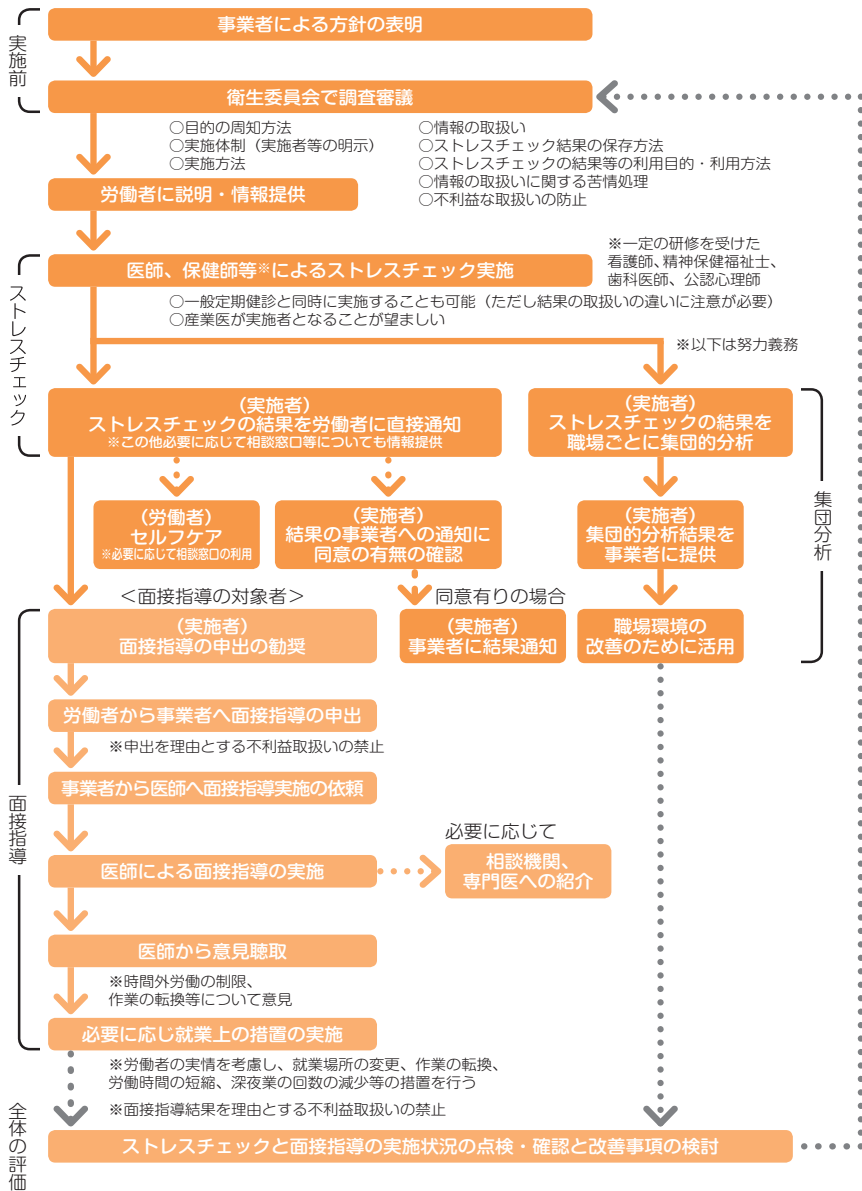 実施前
事業者による方針の表明
衛生委員会で調査審議
○目的の周知方法
○実施体制（実施者等の明示）
○実施方法
○情報の取扱い
○ストレスチェック結果の保存方法
○ストレスチェックの結果等の利用目的・利用方法
○情報の取扱いに関する苦情処理
○不利益な取扱いの防止
労働者に説明・情報提供
ストレスチェック
医師、保健師等※によるストレスチェック実施
※一定の研修を受けた
看護師、精神保健福祉士、
歯科医師、公認心理師
○一般定期健診と同時に実施することも可能（ただし結果の取扱いの違いに注意が必要）
○産業医が実施者となることが望ましい
※以下は努力義務
（実施者）
ストレスチェックの結果を労働者に直接通知
※この他必要に応じて相談窓口等についても情報提供
（実施者）
ストレスチェックの結果を
職場ごとに集団的分析
集団分析
（労働者）
セルフケア
※必要に応じて相談窓口の利用
（実施者）
結果の事業者への通知に
同意の有無の確認
（実施者）
集団的分析結果を
事業者に提供
＜面接指導の対象者＞
同意有りの場合
面接指導
（実施者）
面接指導の申出の勧奨
（実施者）
事業者に結果通知
職場環境の
改善のために活用
労働者から事業者へ面接指導の申出
※申出を理由とする不利益取扱いの禁止
事業者から医師へ面接指導実施の依頼
必要に応じて
医師による面接指導の実施
相談機関、
専門医への紹介
医師から意見聴取
※時間外労働の制限、
作業の転換等について意見
必要に応じ就業上の措置の実施
※労働者の実情を考慮し、就業場所の変更、作業の転換、
労働時間の短縮、深夜業の回数の減少等の措置を行う
※面接指導結果を理由とする不利益取扱いの禁止
全体の評価
ストレスチェックと面接指導の実施状況の点検・確認と改善事項の検討